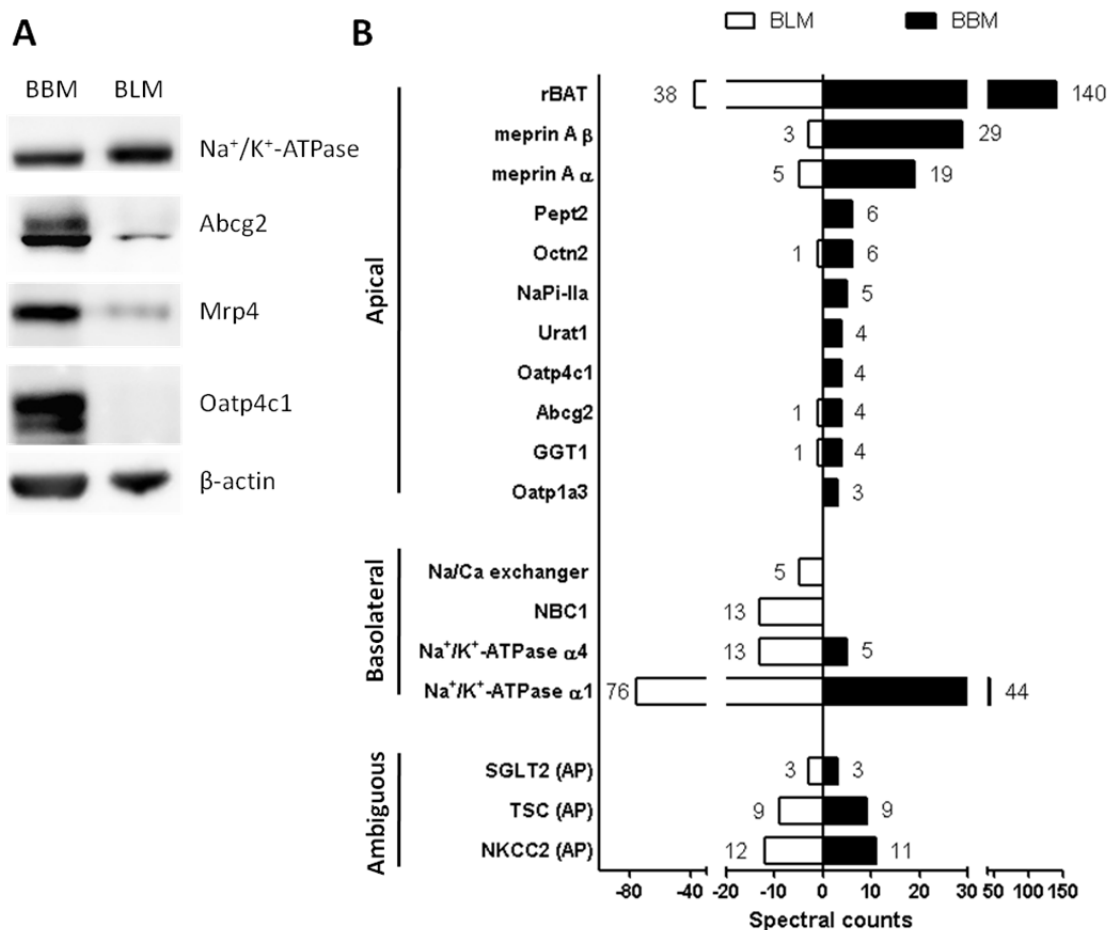 A
BBM BLM
Na⁺/K⁺-ATPase
Abcg2
Mrp4
Oatp4c1
β-actin
B
BLM BBM
Apical
38 rBAT 140
3 meprin A β 29
5 meprin A α 19
Pept2 6
1 Octn2 6
NaPi-IIa 5
Urat1 4
Oatp4c1 4
1 Abcg2 4
1 GGT1 4
Oatp1a3 3
Basolateral
5 Na/Ca exchanger
13 NBC1
13 Na⁺/K⁺-ATPase α4 5
76 Na⁺/K⁺-ATPase α1 44
Ambiguous
3 SGLT2 (AP) 3
9 TSC (AP) 9
12 NKCC2 (AP) 11
-80 -40 -20 -10 0 10 20 30 50 100 150
Spectral counts